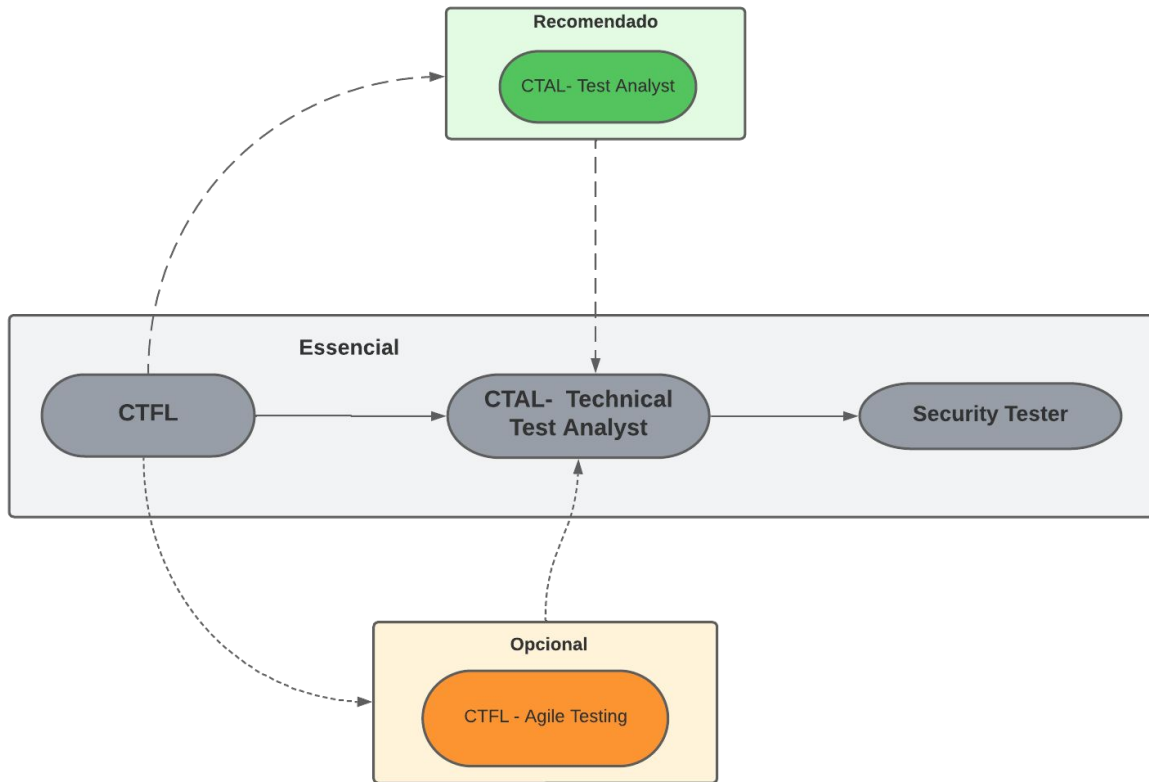 Recomendado
CTAL- Test Analyst
Essencial
CTFL
CTAL- Technical
Test Analyst
Security Tester
Opcional
CTFL - Agile Testing